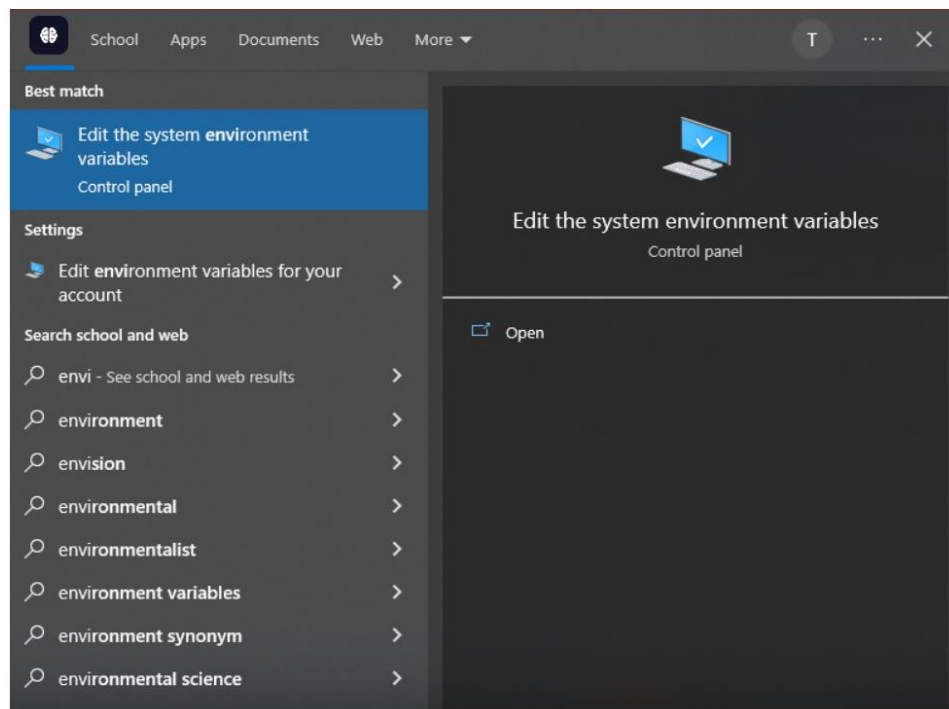 School Apps Documents Web More T ...
Best match
Edit the system environment
variables
Control panel
Settings
Edit environment variables for your
account
Search school and web
envi - See school and web results
environment
envision
environmental
environmentalist
environment variables
environment synonym
environmental science
Edit the system environment variables
Control panel
Open